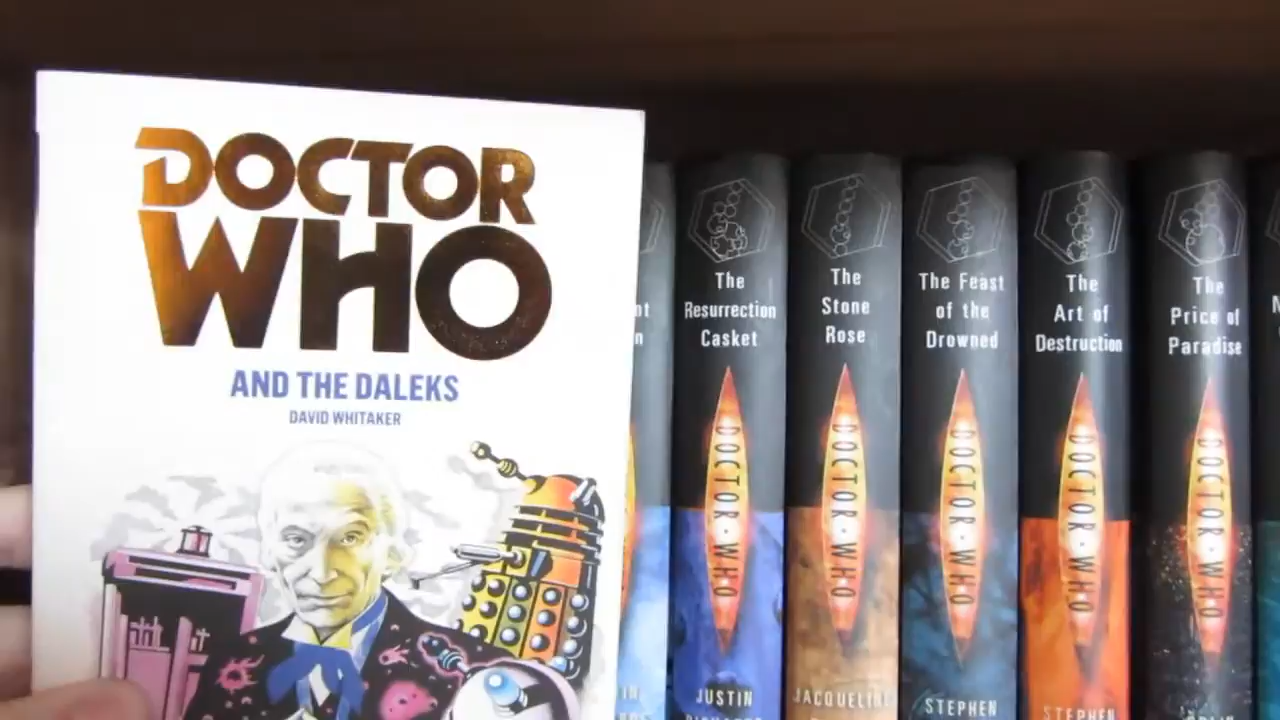 DOCTOR
WHO
AND THE DALEKS
DAVID WHITAKER
The
Resurrection
Casket
DOCTOR·WHO
JUSTIN
The
Stone
Rose
DOCTOR·WHO
JACQUELINE
The Feast
of the
Drowned
DOCTOR·WHO
STEPHEN
The
Art of
Destruction
DOCTOR·WHO
STEPHEN
The
Price of
Paradise
DOCTOR·WHO